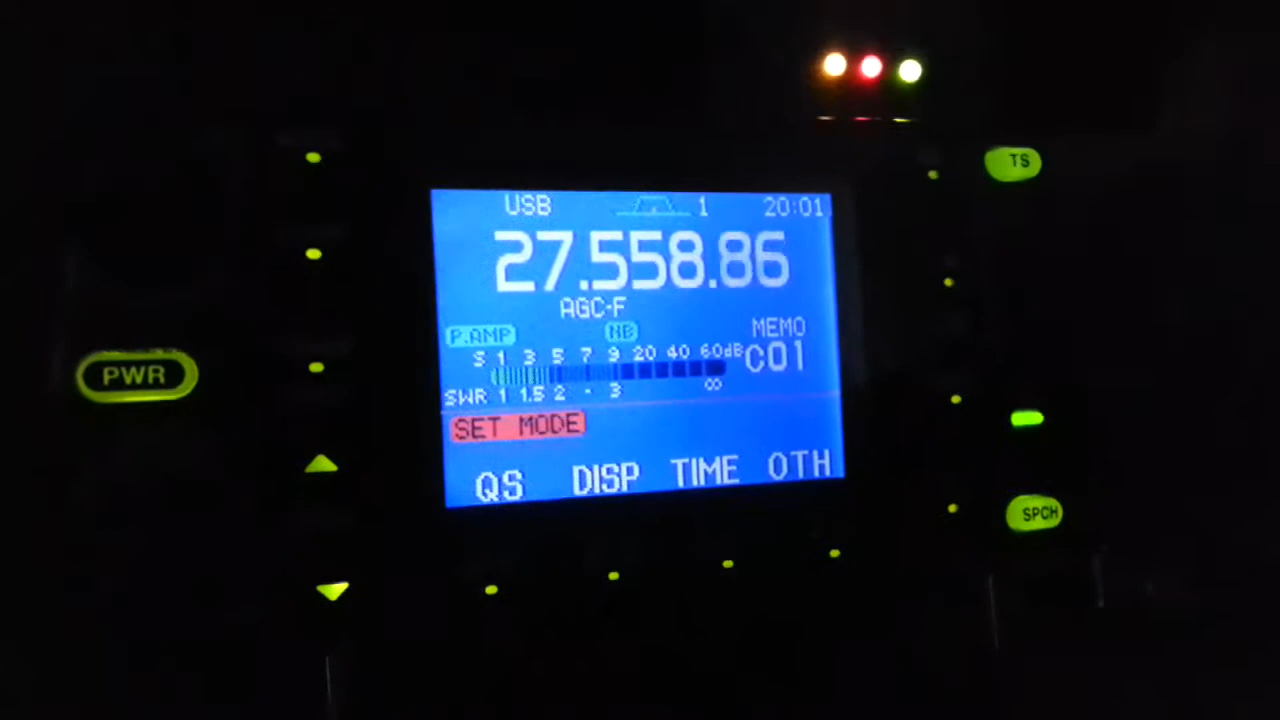 TS
USB 1 20:01
27.558.86
AGC-F
P.AMP NB MEMO
S 1 3 5 7 9 20 40 60dB C01
SWR 1 1.5 2 - 3 ∞
PWR
SET MODE
QS DISP TIME OTH
SPCH